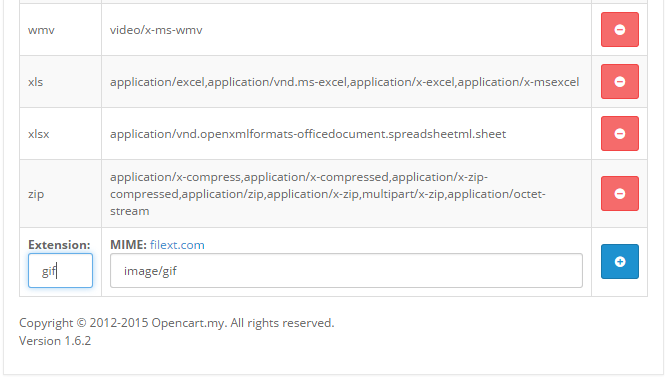 wmv video/x-ms-wmv
xls application/excel,application/vnd.ms-excel,application/x-excel,application/x-msexcel
xlsx application/vnd.openxmlformats-officedocument.spreadsheetml.sheet
application/x-compress,application/x-compressed,application/x-zip-
zip compressed,application/zip,application/x-zip,multipart/x-zip,application/octet-
stream
Extension: MIME: filext.com
gif image/gif
Copyright © 2012-2015 Opencart.my. All rights reserved.
Version 1.6.2